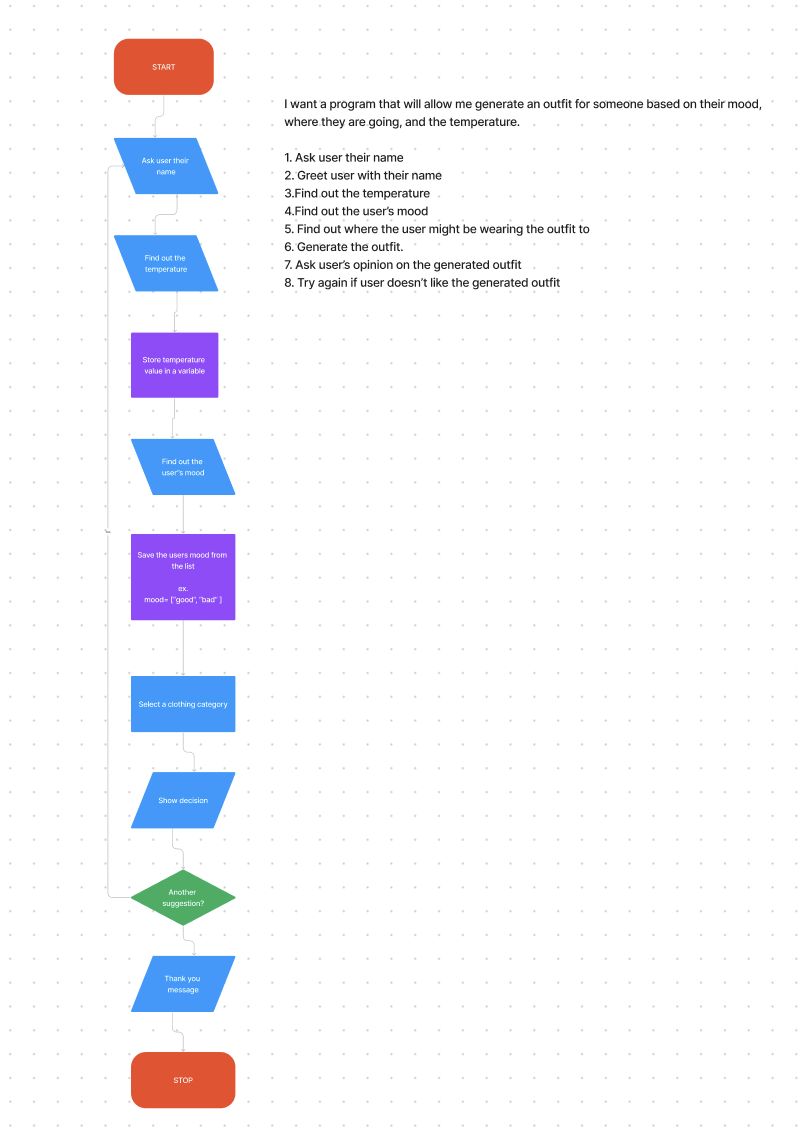 START
I want a program that will allow me generate an outfit for someone based on their mood,
where they are going, and the temperature.
1. Ask user their name
2. Greet user with their name
3.Find out the temperature
4.Find out the user's mood
5. Find out where the user might be wearing the outfit to
6. Generate the outfit.
7. Ask user's opinion on the generated outfit
8. Try again if user doesn't like the generated outfit
Ask user their
name
Find out the
temperature
Store temperature
value in a variable
Find out the
user"s mood
Save the users mood from
the list
ex.
mood= ["good", "bad" ]
Select a clothing category
Show decision
Another
suggestion?
Thank you
message
STOP